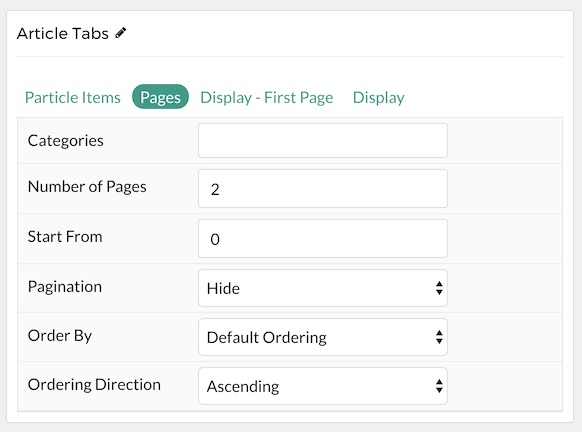 Article Tabs
Particle Items Pages Display - First Page Display
Categories
Number of Pages 2
Start From 0
Pagination Hide
Order By Default Ordering
Ordering Direction Ascending